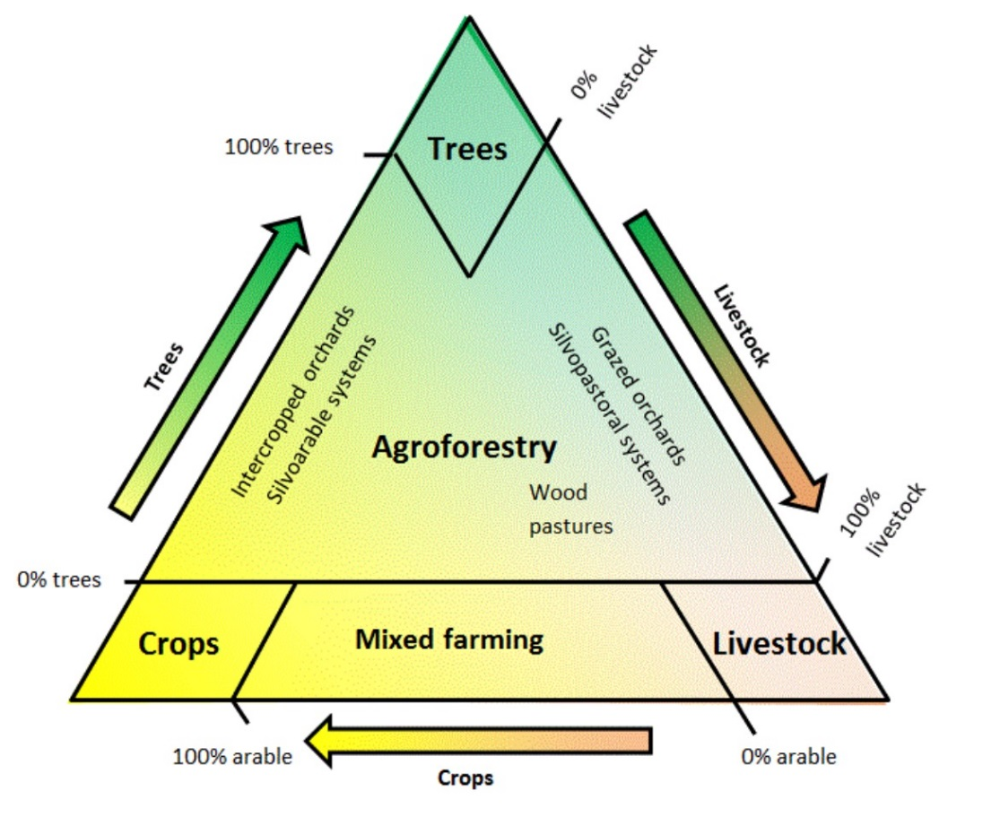 0%
livestock
100% trees
Trees
Trees
Livestock
Intercropped orchards
Silvoarable systems
Grazed orchards
Silvopastoral systems
Agroforestry
Wood
pastures
100%
livestock
0% trees
Crops
Mixed farming
Livestock
100% arable
0% arable
Crops